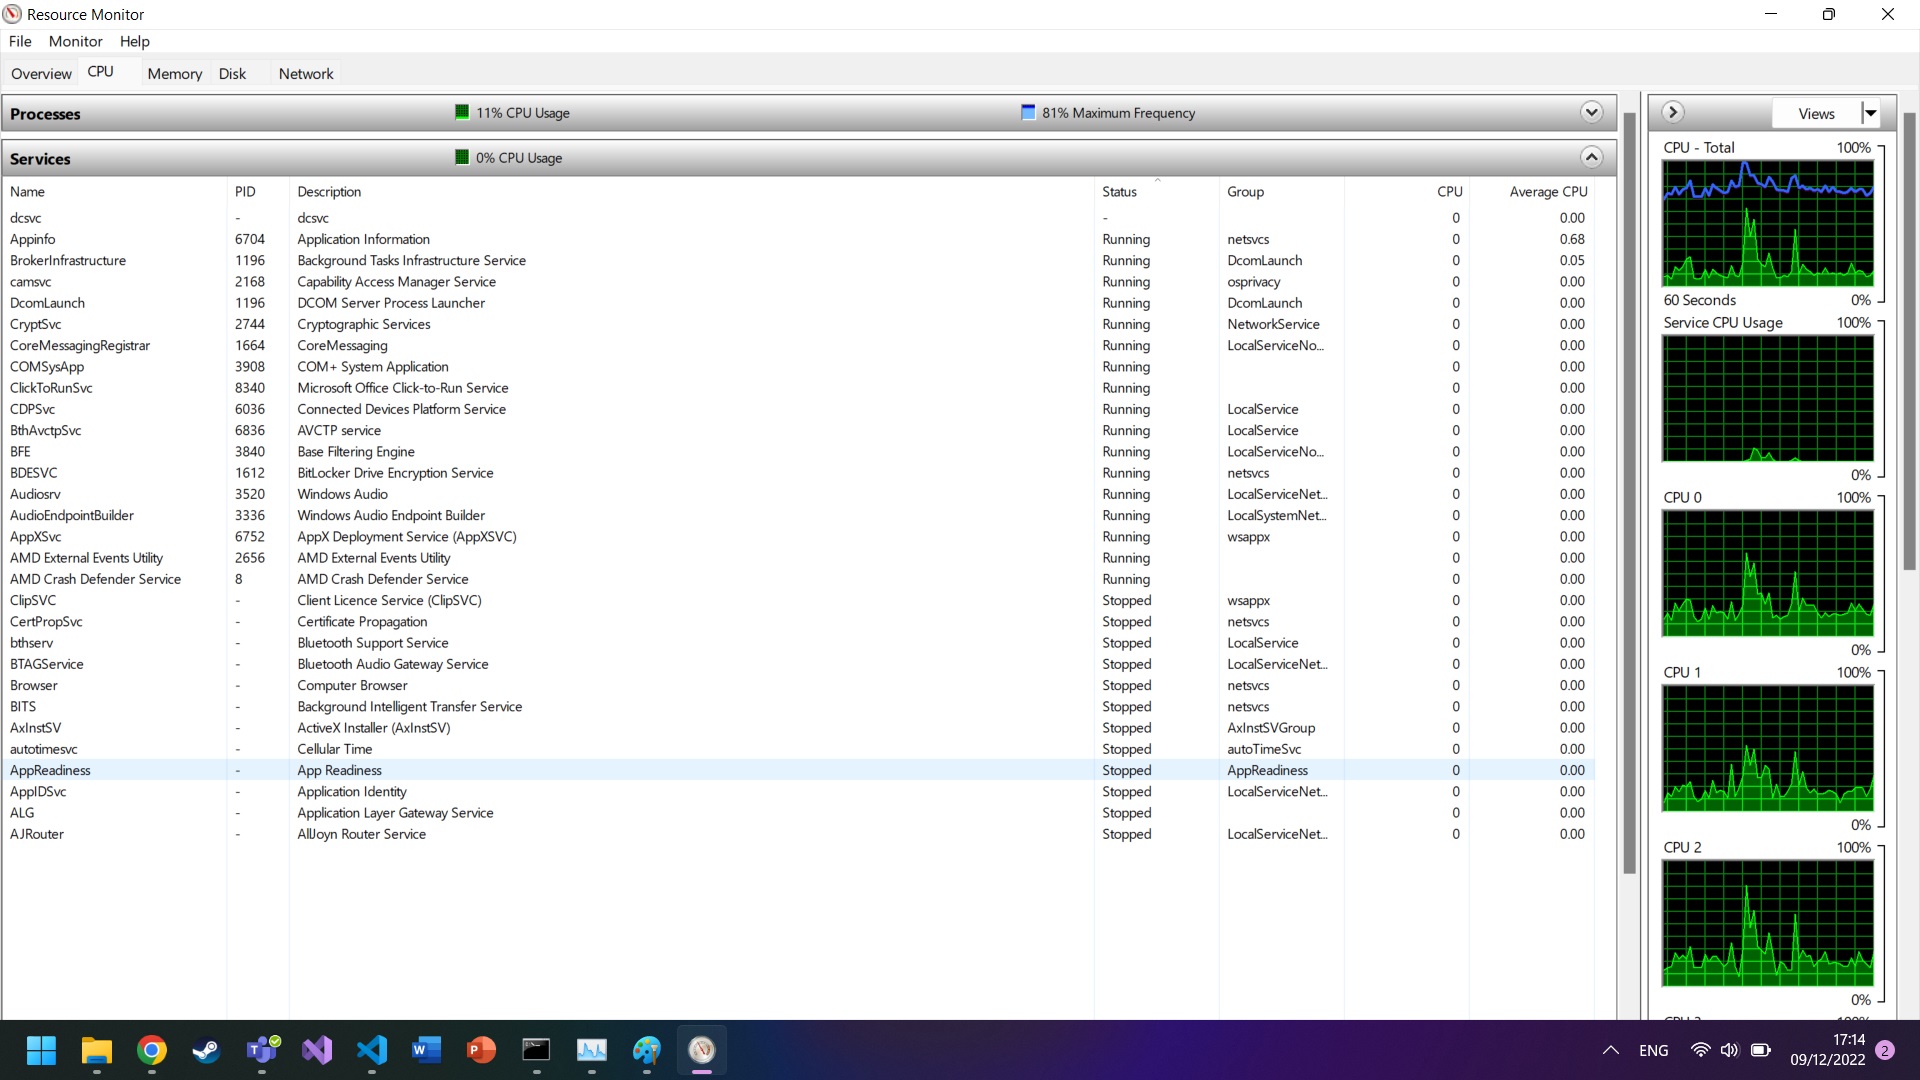 Resource Monitor
File Monitor Help
Overview CPU Memory Disk Network
Processes 11% CPU Usage 81% Maximum Frequency
Services 0% CPU Usage
Name PID Description Status Group CPU Average CPU
dcsvc - dcsvc - 0 0.00
Appinfo 6704 Application Information Running netsvcs 0 0.68
BrokerInfrastructure 1196 Background Tasks Infrastructure Service Running DcomLaunch 0 0.05
camsvc 2168 Capability Access Manager Service Running osprivacy 0 0.00
DcomLaunch 1196 DCOM Server Process Launcher Running DcomLaunch 0 0.00
CryptSvc 2744 Cryptographic Services Running NetworkService 0 0.00
CoreMessagingRegistrar 1664 CoreMessaging Running LocalServiceNo... 0 0.00
COMSysApp 3908 COM+ System Application Running 0 0.00
ClickToRunSvc 8340 Microsoft Office Click-to-Run Service Running 0 0.00
CDPSvc 6036 Connected Devices Platform Service Running LocalService 0 0.00
BthAvctpSvc 6836 AVCTP service Running LocalService 0 0.00
BFE 3840 Base Filtering Engine Running LocalServiceNo... 0 0.00
BDESVC 1612 BitLocker Drive Encryption Service Running netsvcs 0 0.00
Audiosrv 3520 Windows Audio Running LocalServiceNet... 0 0.00
AudioEndpointBuilder 3336 Windows Audio Endpoint Builder Running LocalSystemNet... 0 0.00
AppXSvc 6752 AppX Deployment Service (AppXSVC) Running wsappx 0 0.00
AMD External Events Utility 2656 AMD External Events Utility Running 0 0.00
AMD Crash Defender Service 8 AMD Crash Defender Service Running 0 0.00
ClipSVC - Client Licence Service (ClipSVC) Stopped wsappx 0 0.00
CertPropSvc - Certificate Propagation Stopped netsvcs 0 0.00
bthserv - Bluetooth Support Service Stopped LocalService 0 0.00
BTAGService - Bluetooth Audio Gateway Service Stopped LocalServiceNet... 0 0.00
Browser - Computer Browser Stopped netsvcs 0 0.00
BITS - Background Intelligent Transfer Service Stopped netsvcs 0 0.00
AxInstSV - ActiveX Installer (AxInstSV) Stopped AxInstSVGroup 0 0.00
autotimesvc - Cellular Time Stopped autoTimeSvc 0 0.00
AppReadiness - App Readiness Stopped AppReadiness 0 0.00
AppIDSvc - Application Identity Stopped LocalServiceNet... 0 0.00
ALG - Application Layer Gateway Service Stopped 0 0.00
AJRouter - AllJoyn Router Service Stopped LocalServiceNet... 0 0.00
Views
CPU - Total 100%
60 Seconds 0%
Service CPU Usage 100%
0%
CPU 0 100%
0%
CPU 1 100%
0%
CPU 2 100%
0%
ENG
17:14
09/12/2022
2